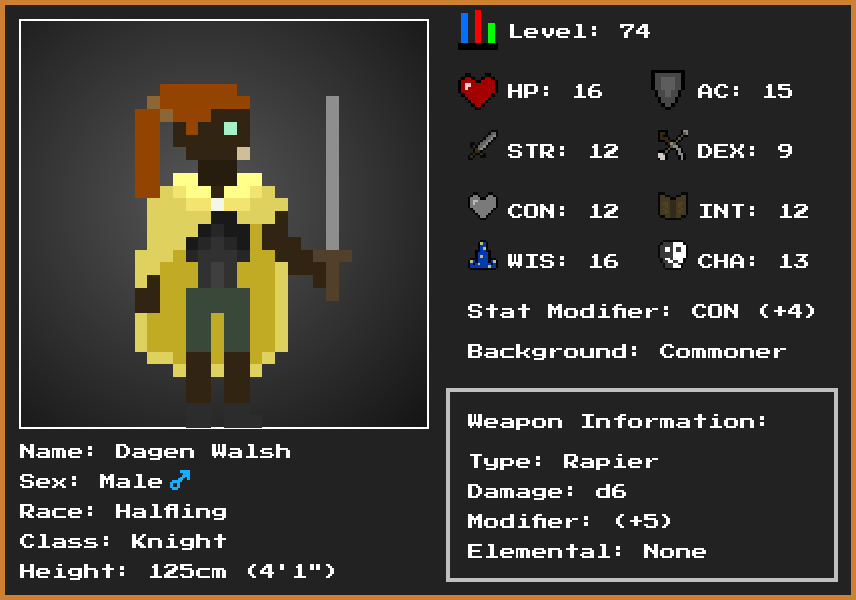 Level: 74
HP: 16 AC: 15
STR: 12 DEX: 9
CON: 12 INT: 12
WIS: 16 CHA: 13
Stat Modifier: CON (+4)
Background: Commoner
Weapon Information:
Type: Rapier
Damage: d6
Modifier: (+5)
Elemental: None
Name: Dagen Walsh
Sex: Male ♂
Race: Halfling
Class: Knight
Height: 125cm (4'1")